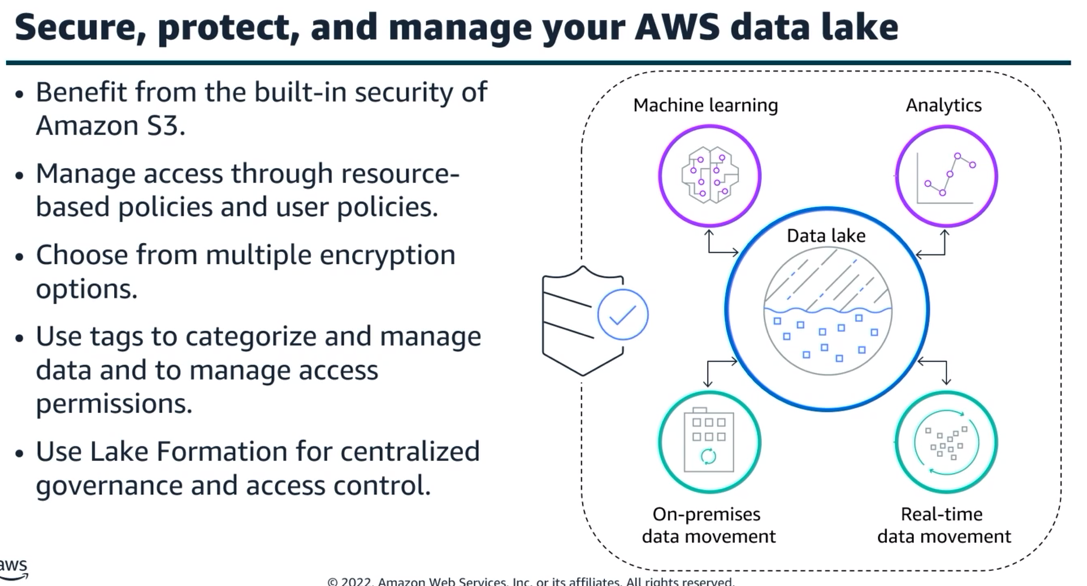 Secure, protect, and manage your AWS data lake
• Benefit from the built-in security of
Amazon S3.
• Manage access through resource-
based policies and user policies.
• Choose from multiple encryption
options.
• Use tags to categorize and manage
data and to manage access
permissions.
• Use Lake Formation for centralized
governance and access control.
Machine learning
Analytics
Data lake
On-premises
data movement
Real-time
data movement
aws
© 2022, Amazon Web Services, Inc. or its affiliates. All rights reserved.